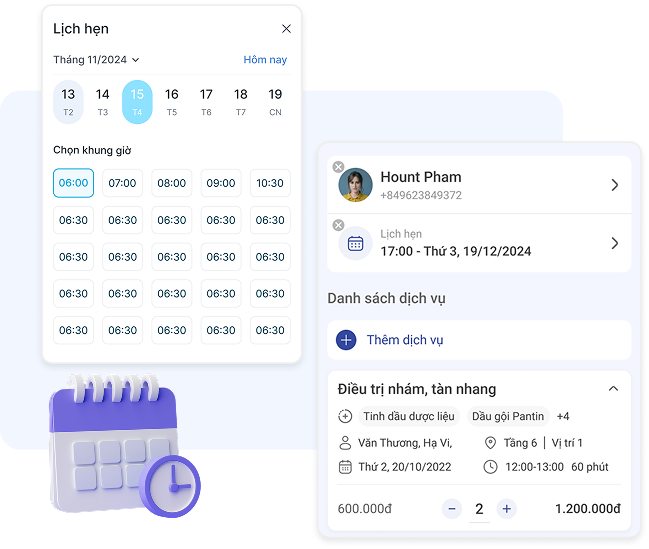 Lịch hẹn
Tháng 11/2024
Hôm nay
13 14 15 16 17 18 19
T2 T3 T4 T5 T6 T7 CN
Chọn khung giờ
06:00 07:00 08:00 09:00 10:30
06:30 06:30 06:30 06:30 06:30
06:30 06:30 06:30 06:30 06:30
06:30 06:30 06:30 06:30 06:30
06:30 06:30 06:30 06:30 06:30
Hount Pham
+849623849372
Lịch hẹn
17:00 - Thứ 3, 19/12/2024
Danh sách dịch vụ
Thêm dịch vụ
Điều trị nhám, tàn nhang
Tinh dầu dược liệu Dầu gội Pantin +4
Văn Thương, Hạ Vi, Tầng 6 | Vị trí 1
Thứ 2, 20/10/2022 12:00-13:00 60 phút
600.000đ − 2 + 1.200.000đ